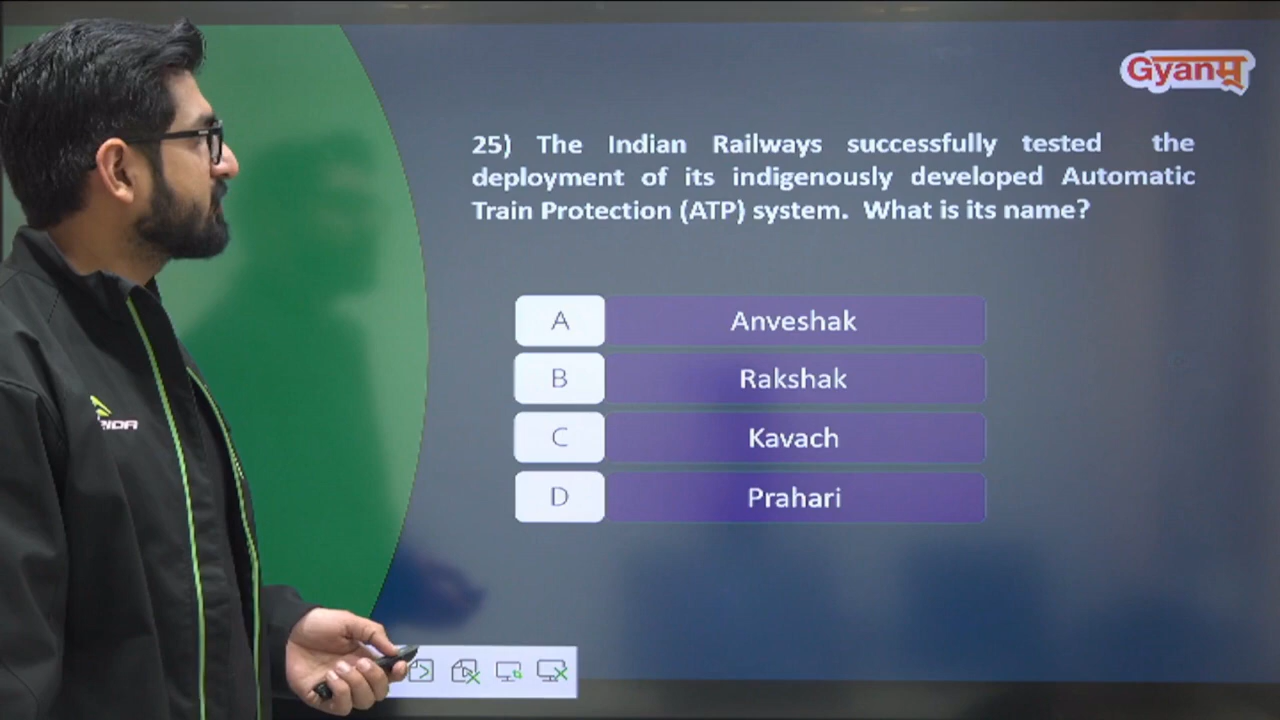 Gyanम्
25) The Indian Railways successfully tested the
deployment of its indigenously developed Automatic
Train Protection (ATP) system. What is its name?
A Anveshak
B Rakshak
C Kavach
D Prahari